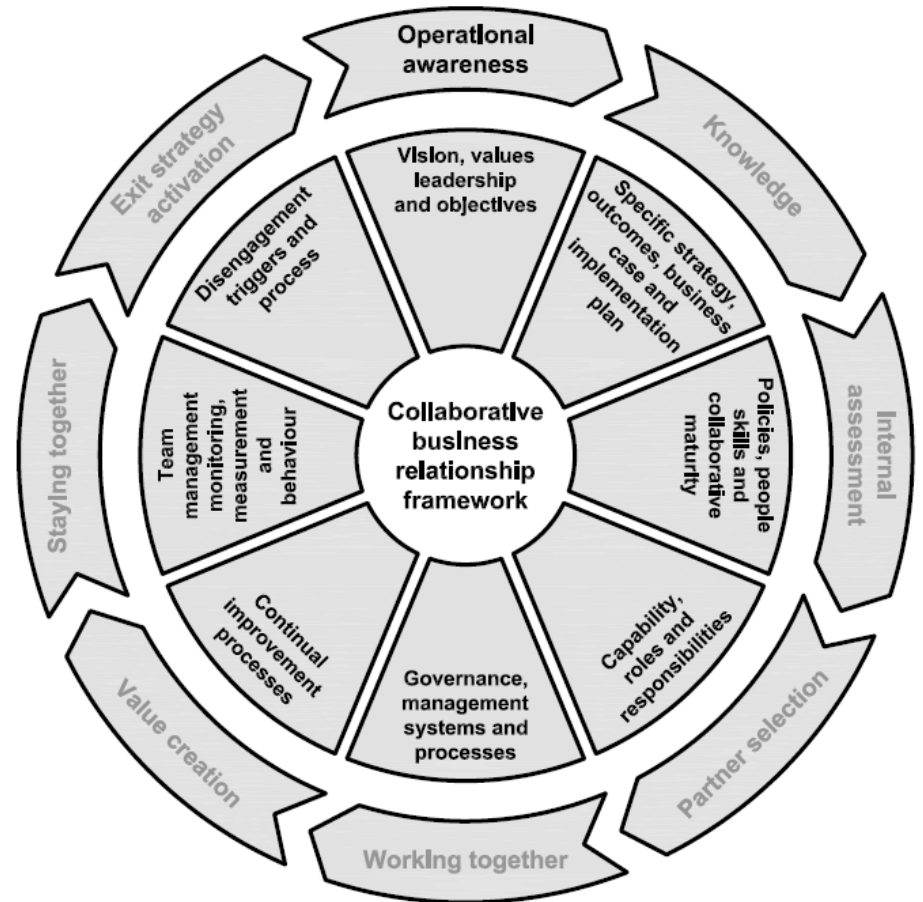 Operational
awareness
Knowledge
Internal
assessment
Partner selection
Working together
Value creation
Staying together
Exit strategy
activation
Vision, values
leadership
and objectives
Specific strategy,
outcomes, business
case and
implementation
plan
Policies, people
skills and
collaborative
maturity
Capability,
roles and
responsibilities
Governance,
management
systems and
processes
Continual
improvement
processes
Team
management
monitoring,
measurement
and
behaviour
Disengagement
triggers and
process
Collaborative
business
relationship
framework